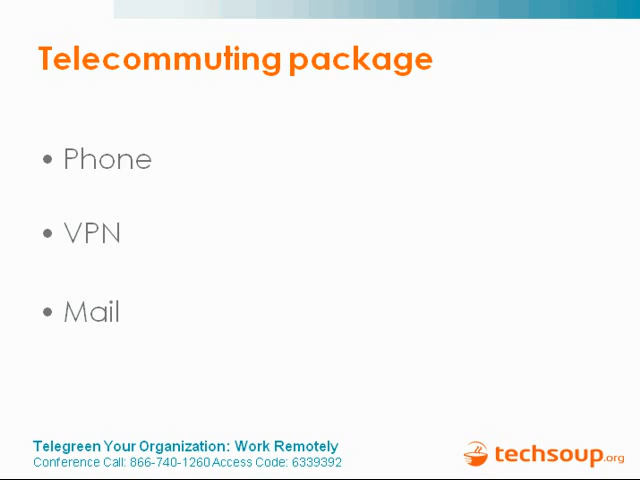 Telecommuting package
• Phone
• VPN
• Mail
Telegreen Your Organization: Work Remotely
Conference Call: 866-740-1260 Access Code: 6339392
techsoup.org